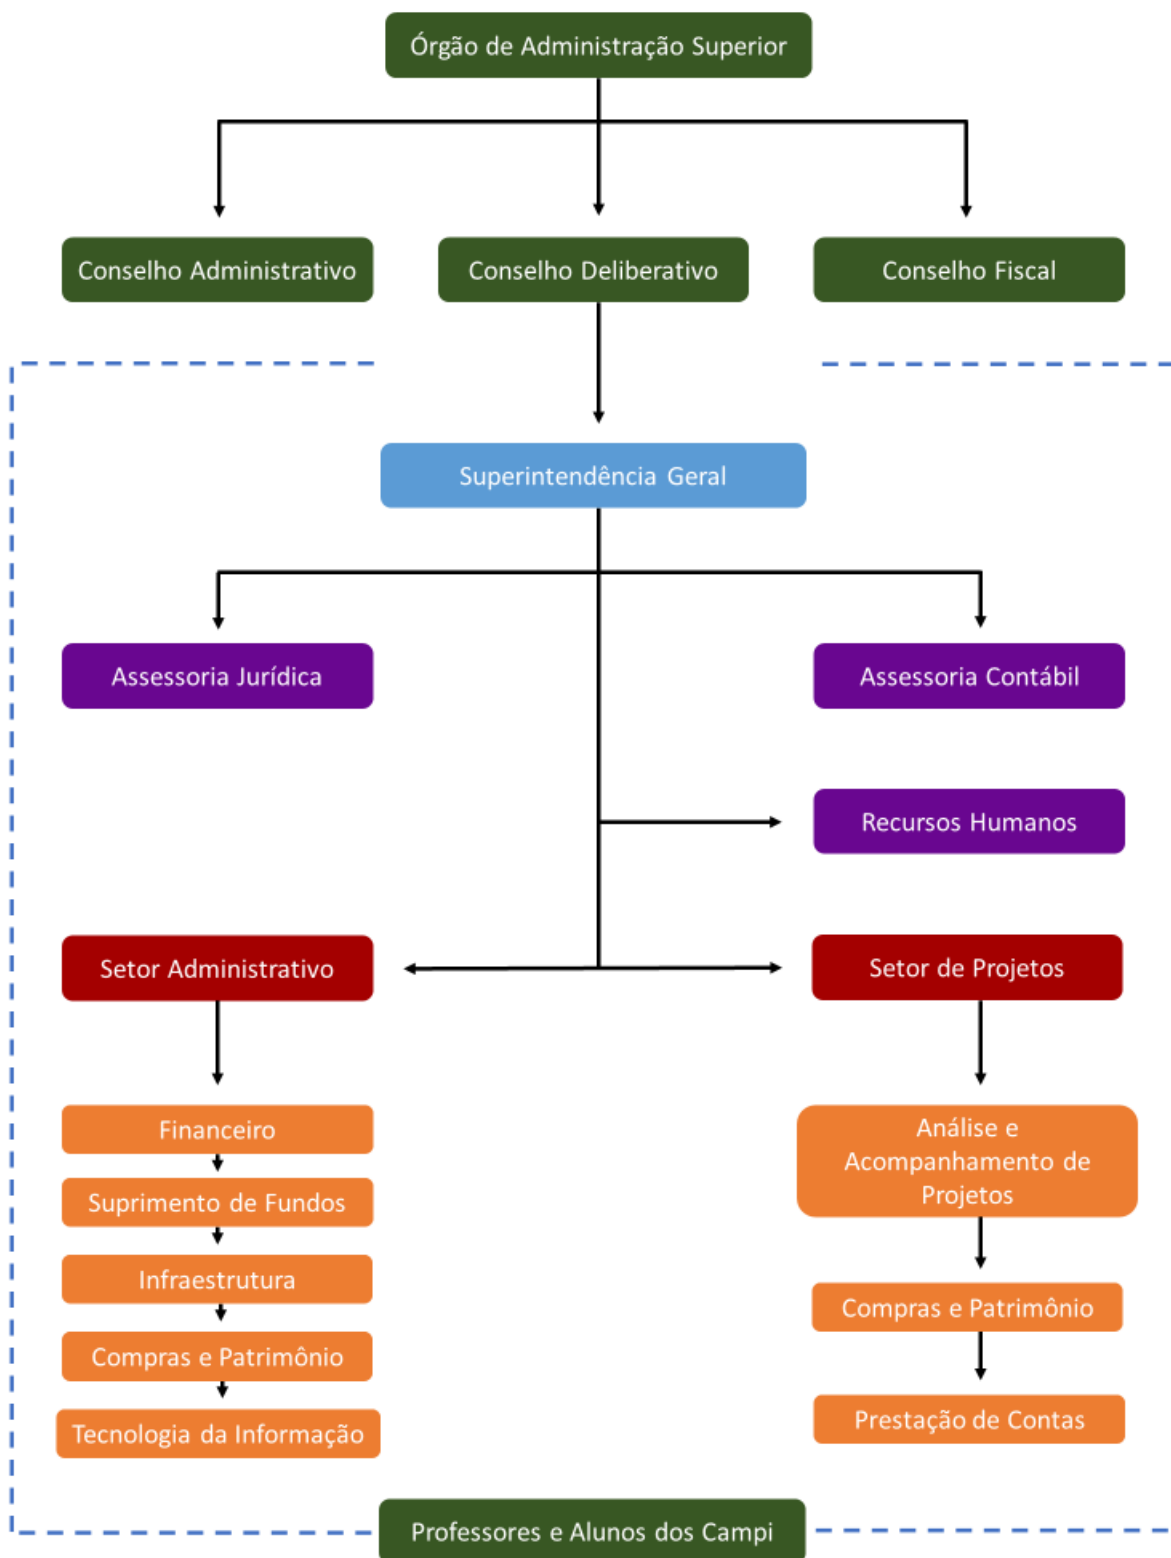 Órgão de Administração Superior
Conselho Administrativo
Conselho Deliberativo
Conselho Fiscal
Superintendência Geral
Assessoria Jurídica
Assessoria Contábil
Recursos Humanos
Setor Administrativo
Setor de Projetos
Financeiro
Suprimento de Fundos
Infraestrutura
Compras e Patrimônio
Tecnologia da Informação
Análise e
Acompanhamento de
Projetos
Compras e Patrimônio
Prestação de Contas
Professores e Alunos dos Campi